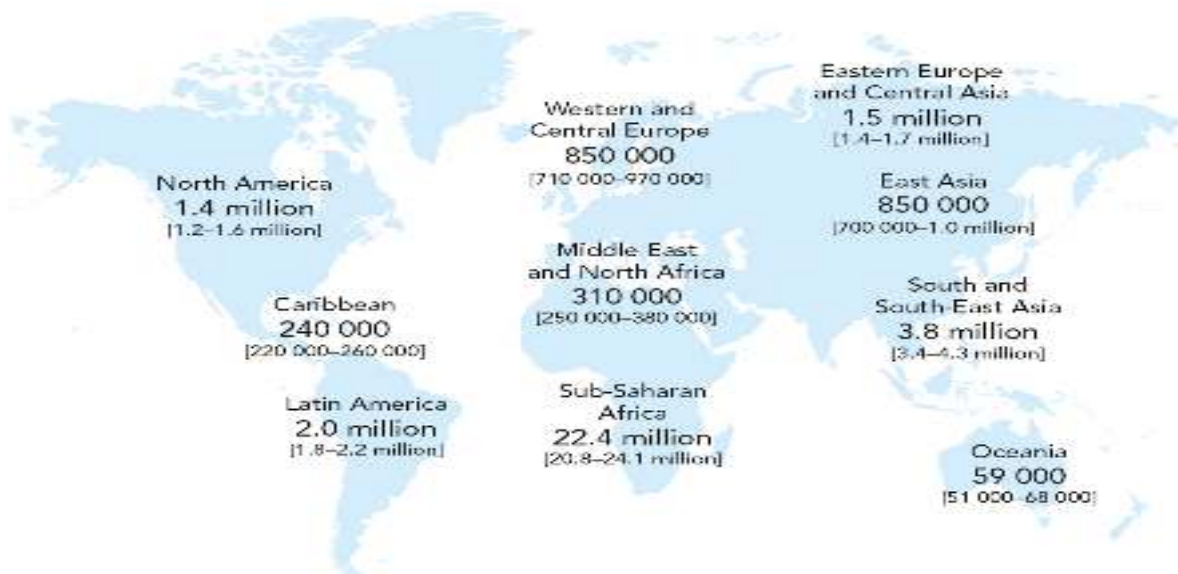 Eastern Europe
and Central Asia
1.5 million
[1.4–1.7 million]
Western and
Central Europe
850 000
[710 000–970 000]
North America
1.4 million
[1.2–1.6 million]
East Asia
850 000
[700 000–1.0 million]
Middle East
and North Africa
310 000
[250 000–380 000]
Caribbean
240 000
[220 000–260 000]
South and
South-East Asia
3.8 million
[3.4–4.3 million]
Latin America
2.0 million
[1.8–2.2 million]
Sub-Saharan
Africa
22.4 million
[20.8–24.1 million]
Oceania
59 000
[51 000–68 000]